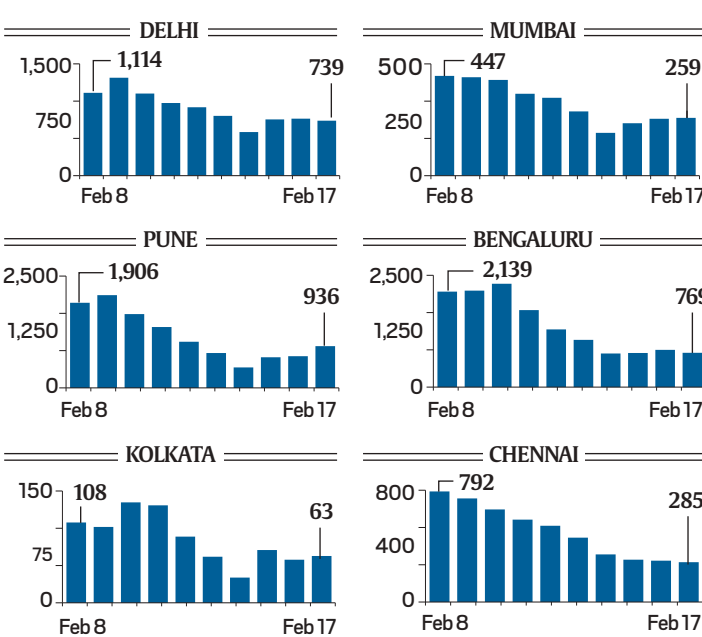 DELHI
1,500
750
0
1,114
739
Feb 8
Feb 17
MUMBAI
500
250
0
447
259
Feb 8
Feb 17
PUNE
2,500
1,250
0
1,906
936
Feb 8
Feb 17
BENGALURU
2,500
1,250
0
2,139
769
Feb 8
Feb 17
KOLKATA
150
75
0
108
63
Feb 8
Feb 17
CHENNAI
800
400
0
792
285
Feb 8
Feb 17